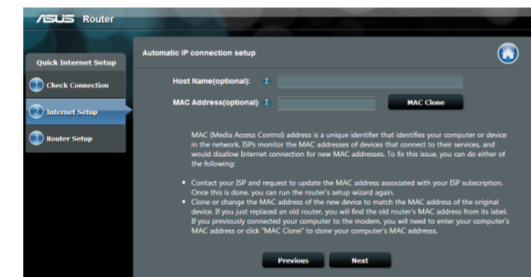 ASUS Router
Quick Internet Setup
1 Check Connection
2 Internet Setup
3 Router Setup
Automatic IP connection setup
Host Name(optional):
MAC Address(optional)
MAC Clone
MAC (Media Access Control) address is a unique identifier that identifies your computer or device
in the network. ISPs monitor the MAC addresses of devices that connect to their services, and
would disallow Internet connection for new MAC addresses. To fix this issue, you can do either of
the following:
• Contact your ISP and request to update the MAC address associated with your ISP subscription.
Once this is done, you can run the router's setup wizard again.
• Clone or change the MAC address of the new device to match the MAC address of the original
device. If you just replaced an old router, you will find the old router's MAC address from its label.
If you previously connected your computer to the modem, you will need to enter your computer's
MAC address or click "MAC Clone" to clone your computer's MAC addresss.
Previous
Next